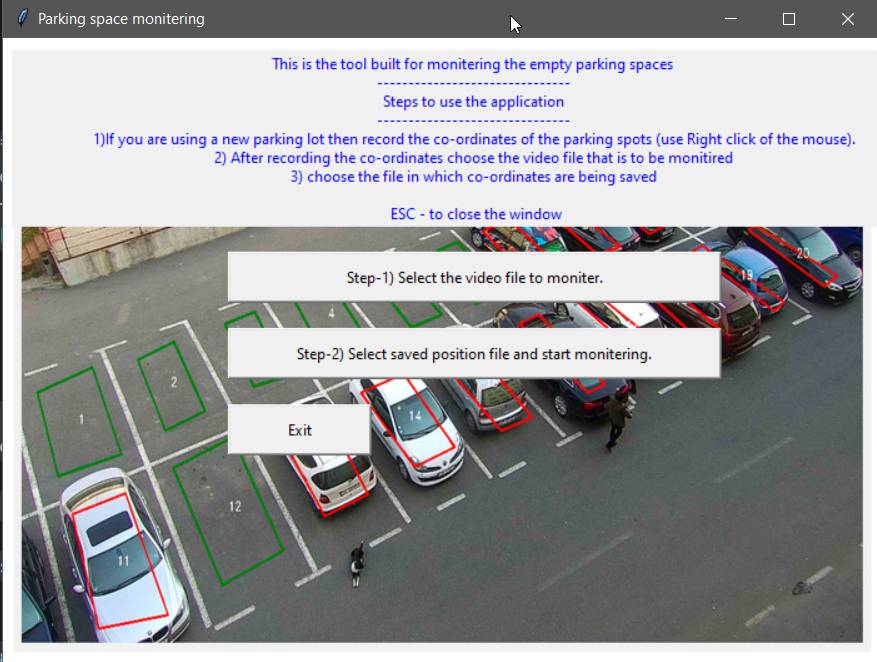 Parking space monitering
This is the tool built for monitering the empty parking spaces
-------------------------------
Steps to use the application
-------------------------------
1)If you are using a new parking lot then record the co-ordinates of the parking spots (use Right click of the mouse).
2) After recording the co-ordinates choose the video file that is to be monitired
3) choose the file in which co-ordinates are being saved
ESC - to close the window
20
19
Step-1) Select the video file to moniter.
4
Step-2) Select saved position file and start monitering.
2
1
14
Exit
12
11